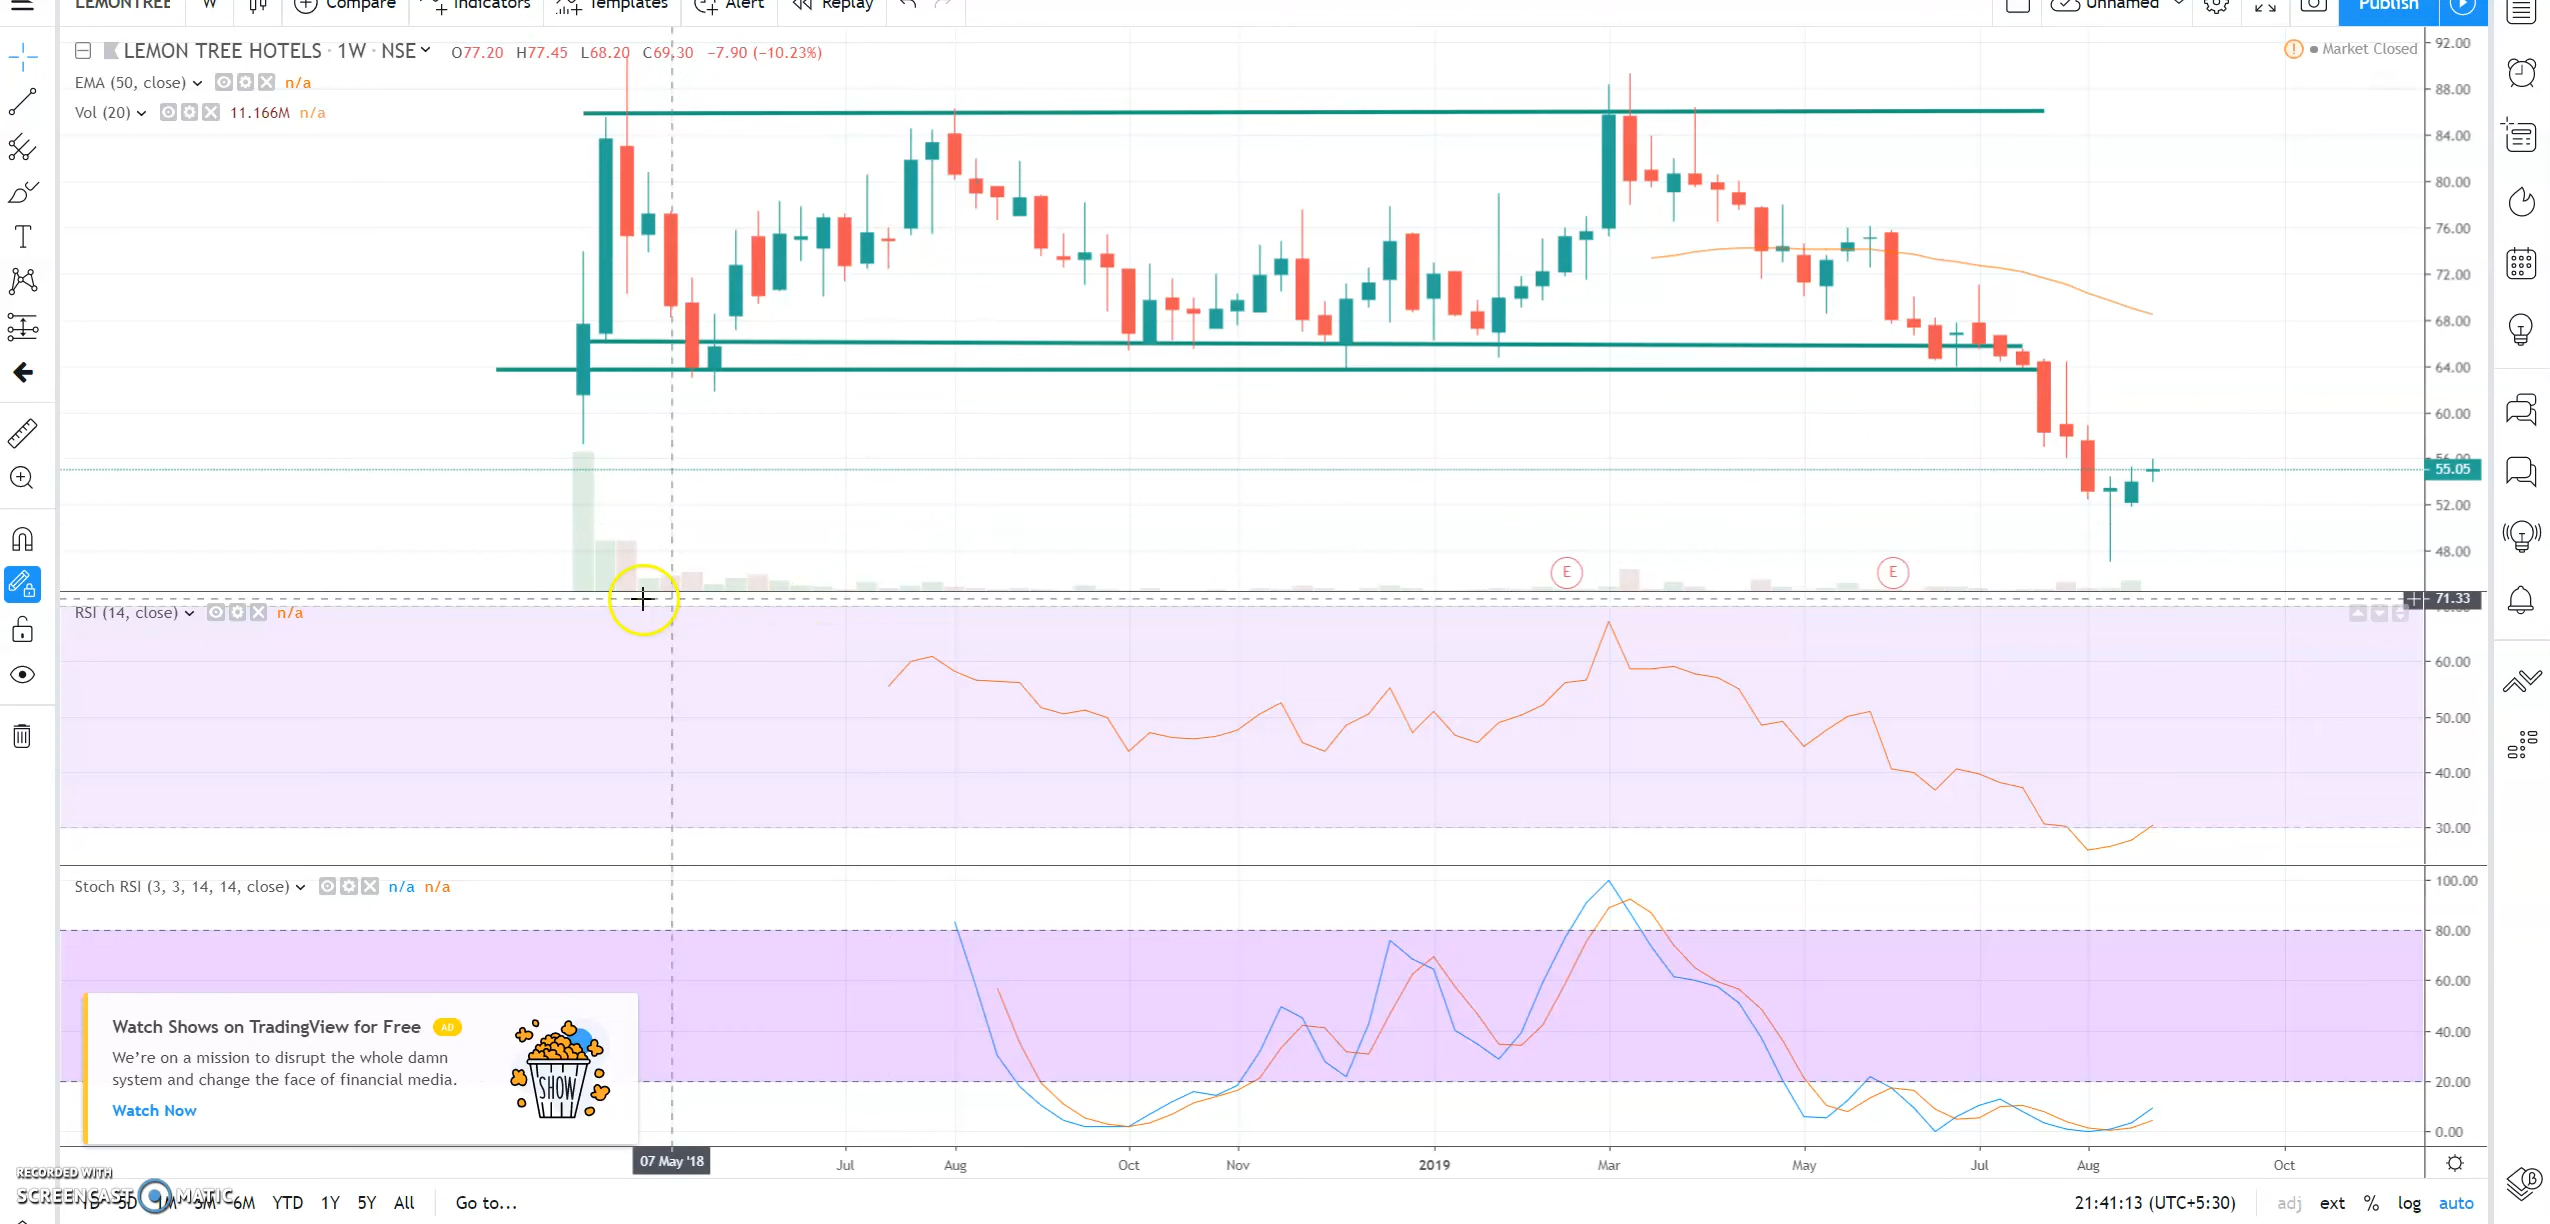 LEMONTREE W Compare Indicators Templates Alert Replay Unnamed Publish
LEMON TREE HOTELS · 1W · NSE O77.20 H77.45 L68.20 C69.30 −7.90 (−10.23%) Market Closed
EMA (50, close) n/a
Vol (20) 11.166M n/a
92.00
88.00
84.00
80.00
76.00
72.00
68.00
64.00
60.00
56.00
55.05
52.00
48.00
E E
71.33
RSI (14, close) n/a
60.00
50.00
40.00
30.00
Stoch RSI (3, 3, 14, 14, close) n/a n/a
100.00
80.00
60.00
40.00
20.00
0.00
Watch Shows on TradingView for Free AD
We're on a mission to disrupt the whole damn
system and change the face of financial media.
Watch Now
SHOW
07 May '18 Jul Aug Oct Nov 2019 Mar May Jul Aug Oct
RECORDED WITH
SCREENCAST MATIC
1D 5D 1M 3M 6M YTD 1Y 5Y All Go to... 21:41:13 (UTC+5:30) adj ext % log auto